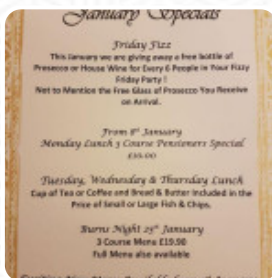 January Specials
Friday Fizz
This January we are giving away a free bottle of
Prosecco or House Wine for Every 6 People in Your Fizzy
Friday Party !
Not to Mention the Free Glass of Prosecco You Receive
on Arrival.
From 8th January
Monday Lunch 3 Course Pensioners Special
Tuesday, Wednesday & Thursday Lunch
Cup of Tea or Coffee and Bread & Butter included in the
Price of Small or Large Fish & Chips.
Burns Night 25th January
3 Course Menu £19.98
Full Menu also available